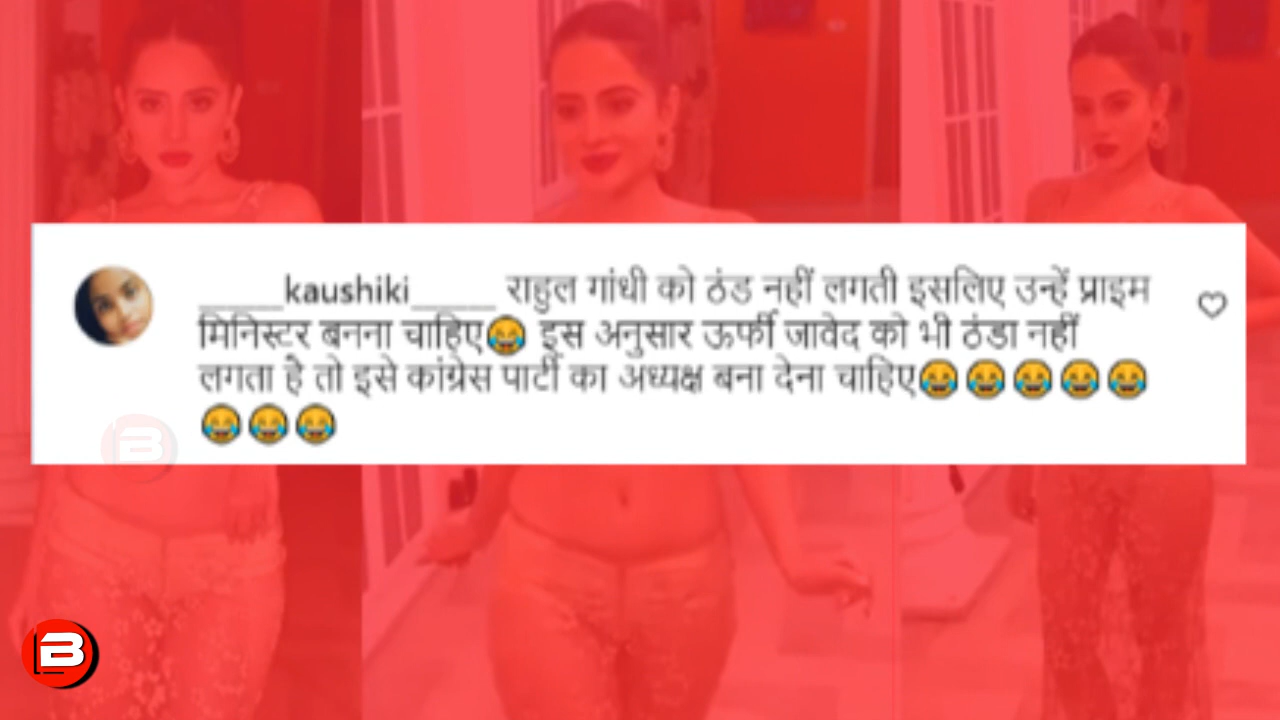 _____kaushiki_____ राहुल गांधी को ठंड नहीं लगती इसलिए उन्हें प्राइम
मिनिस्टर बनना चाहिए😂 इस अनुसार ऊर्फी जावेद को भी ठंडा नहीं
लगता है तो इसे कांग्रेस पार्टी का अध्यक्ष बना देना चाहिए😂😂😂😂😂
😂😂😂
B
B